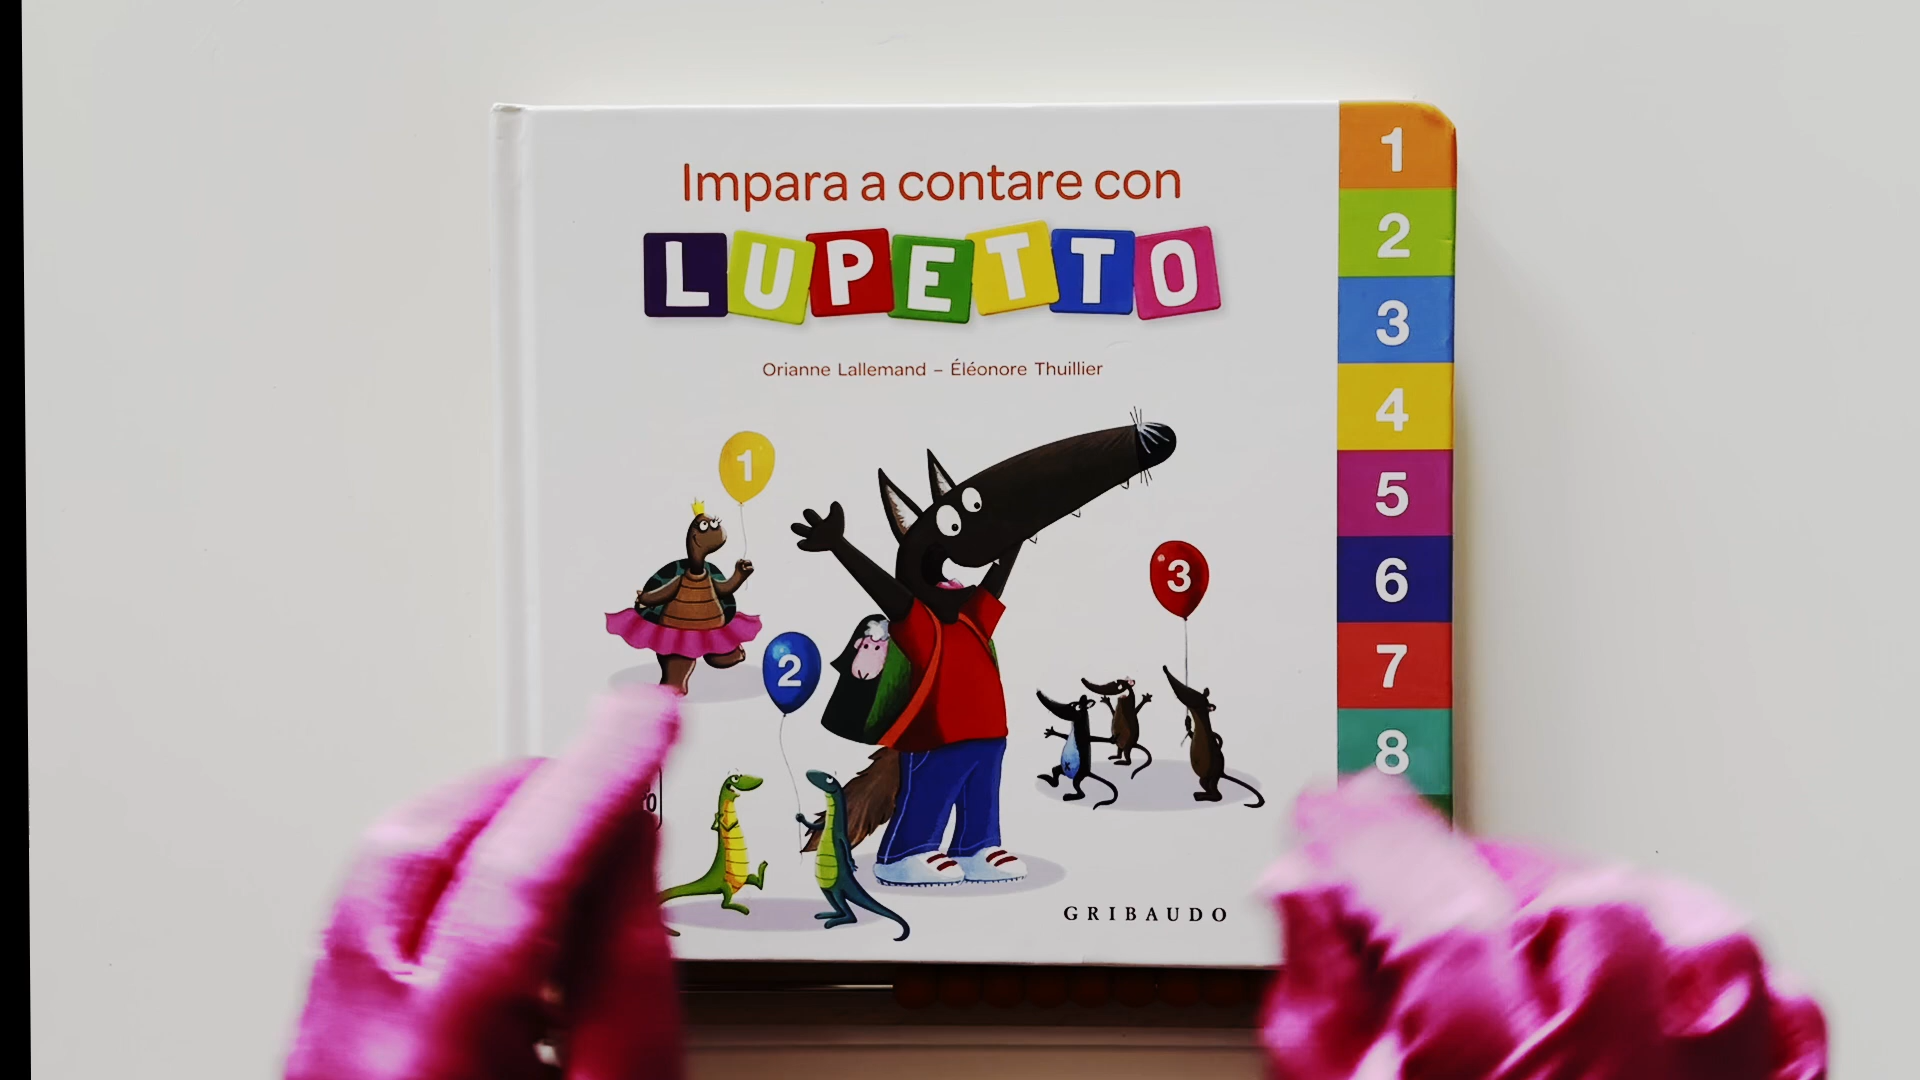 Impara a contare con
LUPETTO
Orianne Lallemand – Éléonore Thuillier
1
2
3
GRIBAUDO
1
2
3
4
5
6
7
8